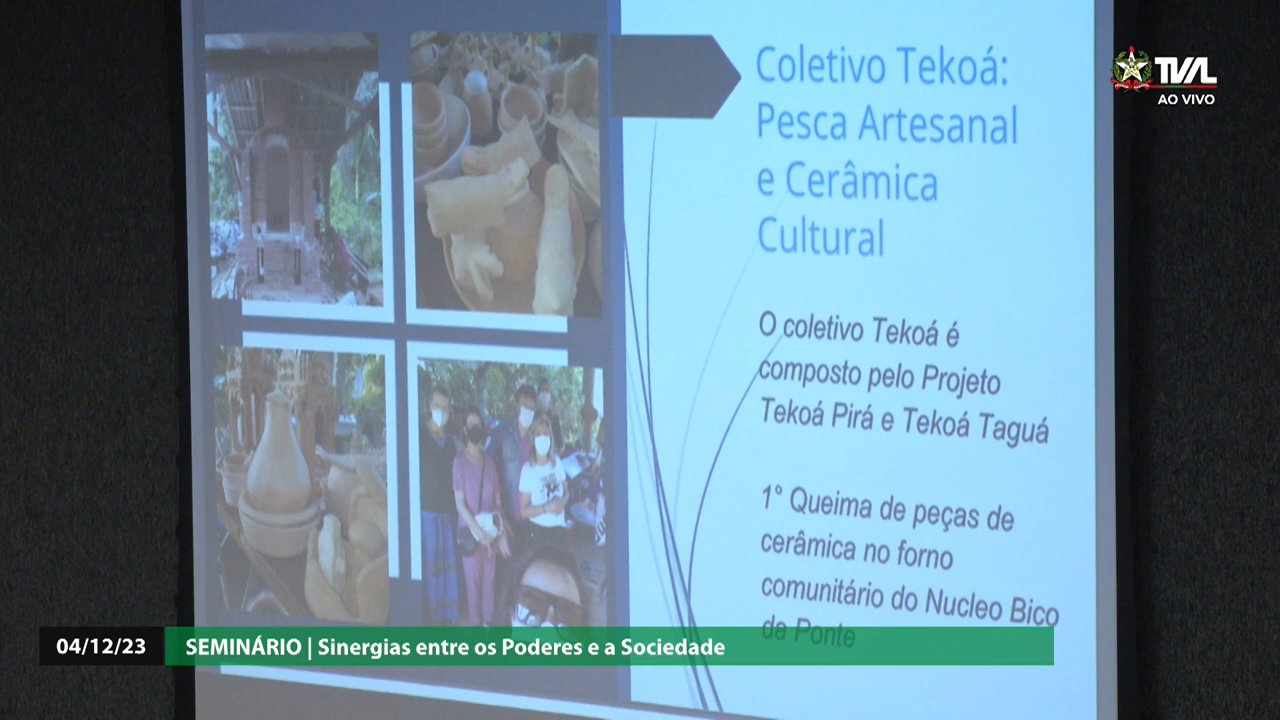 Coletivo Tekoá:
Pesca Artesanal
e Cerâmica
Cultural
O coletivo Tekoá é
composto pelo Projeto
Tekoá Pirá e Tekoá Taguá
1° Queima de peças de
cerâmica no forno
comunitário do Nucleo Bico
da Ponte
TVAL
AO VIVO
04/12/23
SEMINÁRIO | Sinergias entre os Poderes e a Sociedade